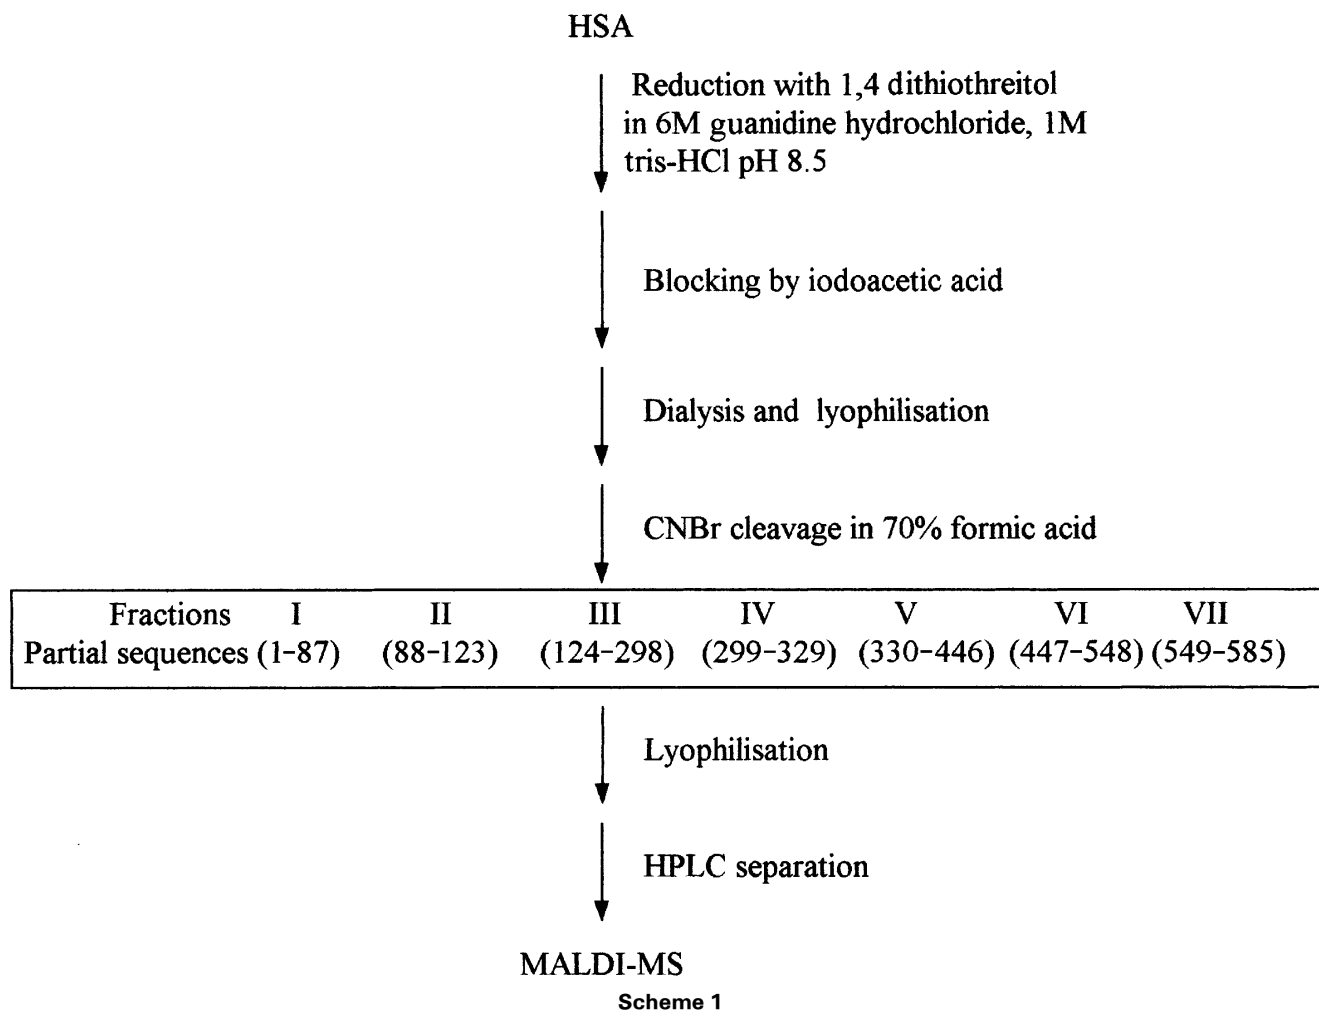 HSA
Reduction with 1,4 dithiothreitol
in 6M guanidine hydrochloride, 1M
tris-HCl pH 8.5
Blocking by iodoacetic acid
Dialysis and lyophilisation
CNBr cleavage in 70% formic acid
Fractions I II III IV V VI VII
Partial sequences (1-87) (88-123) (124-298) (299-329) (330-446) (447-548) (549-585)
Lyophilisation
HPLC separation
MALDI-MS
Scheme 1